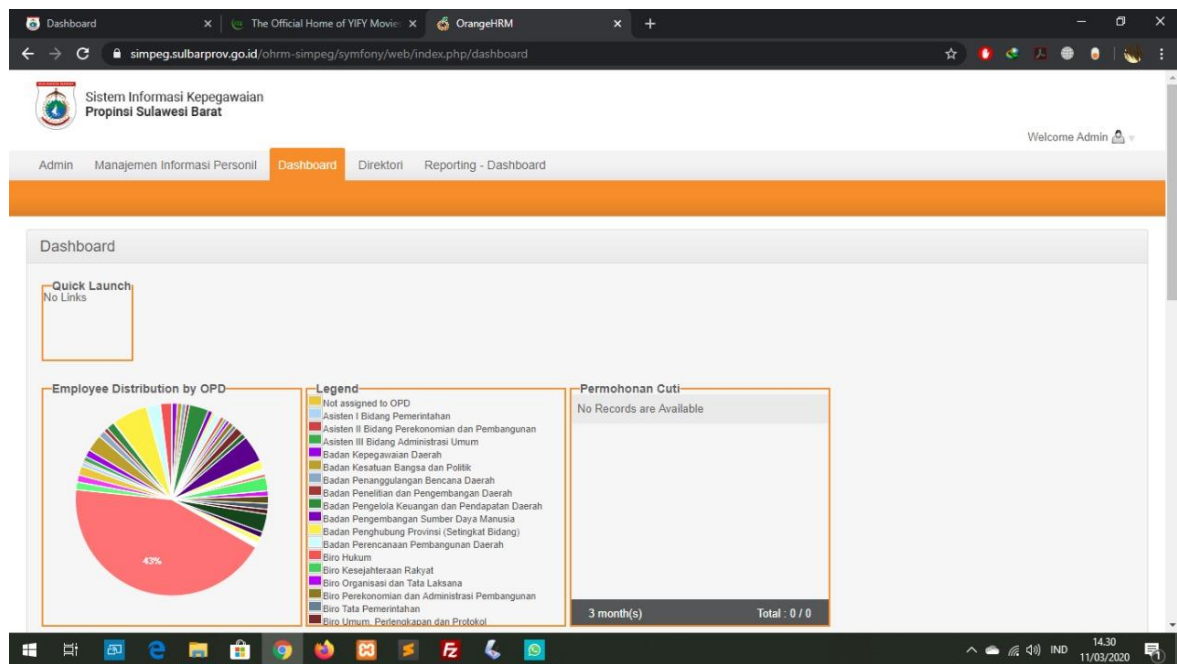 Dashboard
The Official Home of YIFY Movie
OrangeHRM
simpeg.sulbarprov.go.id/ohrm-simpeg/symfony/web/index.php/dashboard
Sistem Informasi Kepegawaian
Propinsi Sulawesi Barat
Welcome Admin
Admin Manajemen Informasi Personil Dashboard Direktori Reporting - Dashboard
Dashboard
Quick Launch
No Links
Employee Distribution by OPD
43%
Legend
Not assigned to OPD
Asisten I Bidang Pemerintahan
Asisten II Bidang Perekonomian dan Pembangunan
Asisten III Bidang Administrasi Umum
Badan Kepegawaian Daerah
Badan Kesatuan Bangsa dan Politik
Badan Penanggulangan Bencana Daerah
Badan Penelitian dan Pengembangan Daerah
Badan Pengelola Keuangan dan Pendapatan Daerah
Badan Pengembangan Sumber Daya Manusia
Badan Penghubung Provinsi (Setingkat Bidang)
Badan Perencanaan Pembangunan Daerah
Biro Hukum
Biro Kesejahteraan Rakyat
Biro Organisasi dan Tata Laksana
Biro Perekonomian dan Administrasi Pembangunan
Biro Tata Pemerintahan
Biro Umum, Perlengkapan dan Protokol
Permohonan Cuti
No Records are Available
3 month(s) Total : 0 / 0
IND
14.30
11/03/2020